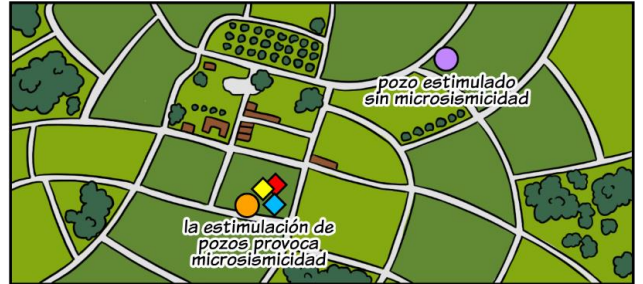 pozo estimulado
sin microsismicidad
la estimulación de
pozos provoca
microsismicidad